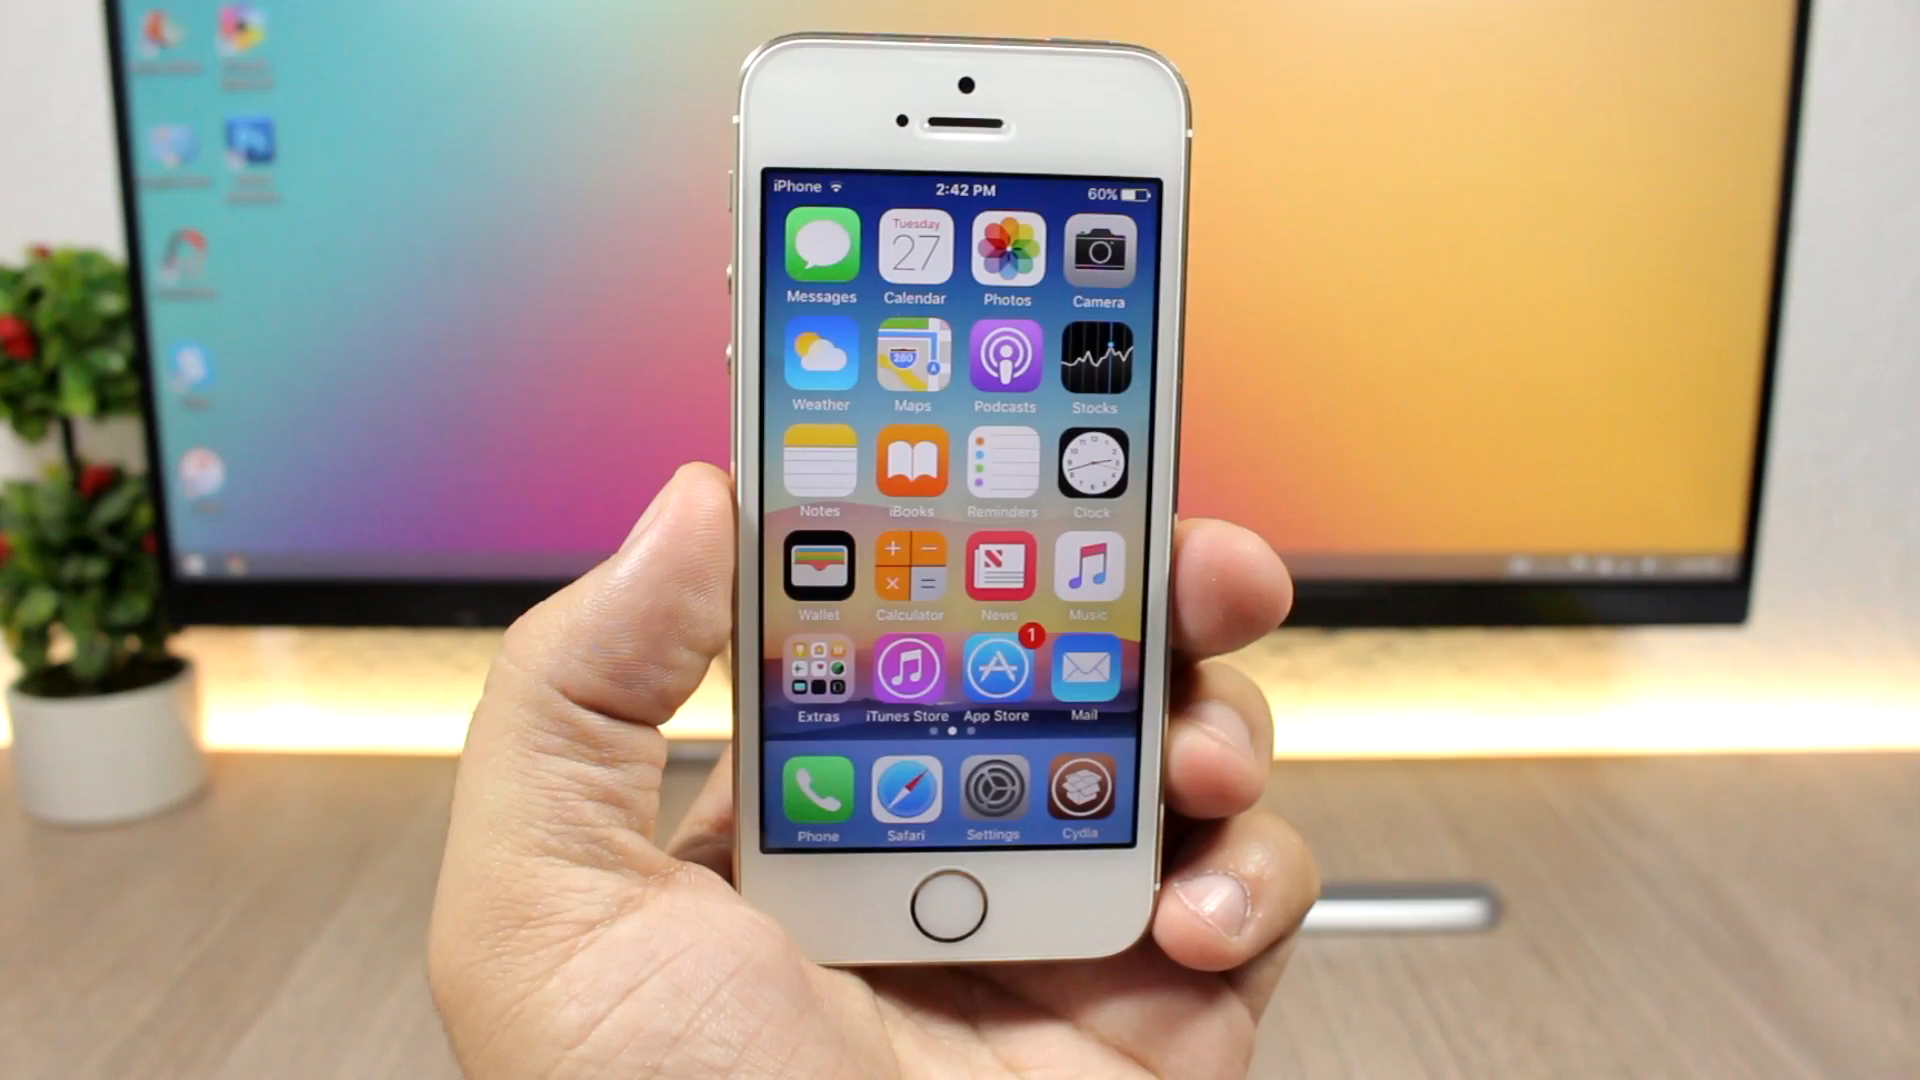 iPhone 2:42 PM 60%
Tuesday
27
Messages Calendar Photos Camera
280
Weather Maps Podcasts Stocks
Notes iBooks Reminders Clock
Wallet Calculator News Music
1
Extras iTunes Store App Store Mail
Phone Safari Settings Cydia